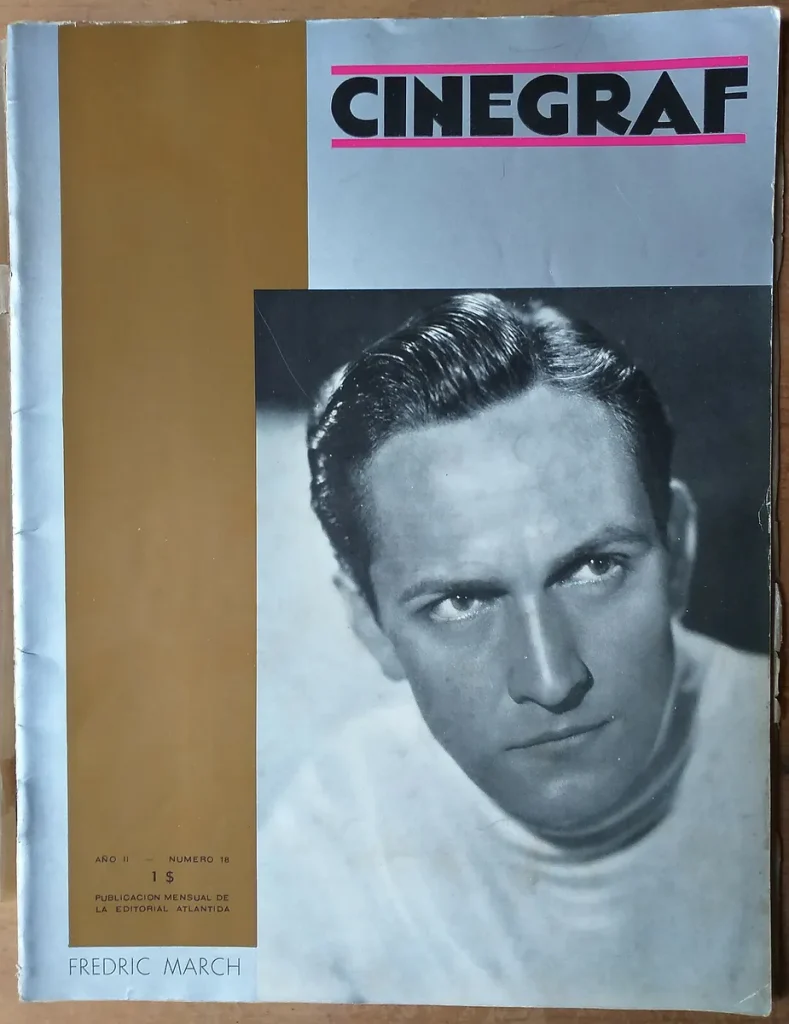 CINEGRAF
AÑO II — NUMERO 18
1 $
PUBLICACION MENSUAL DE
LA EDITORIAL ATLANTIDA
FREDRIC MARCH